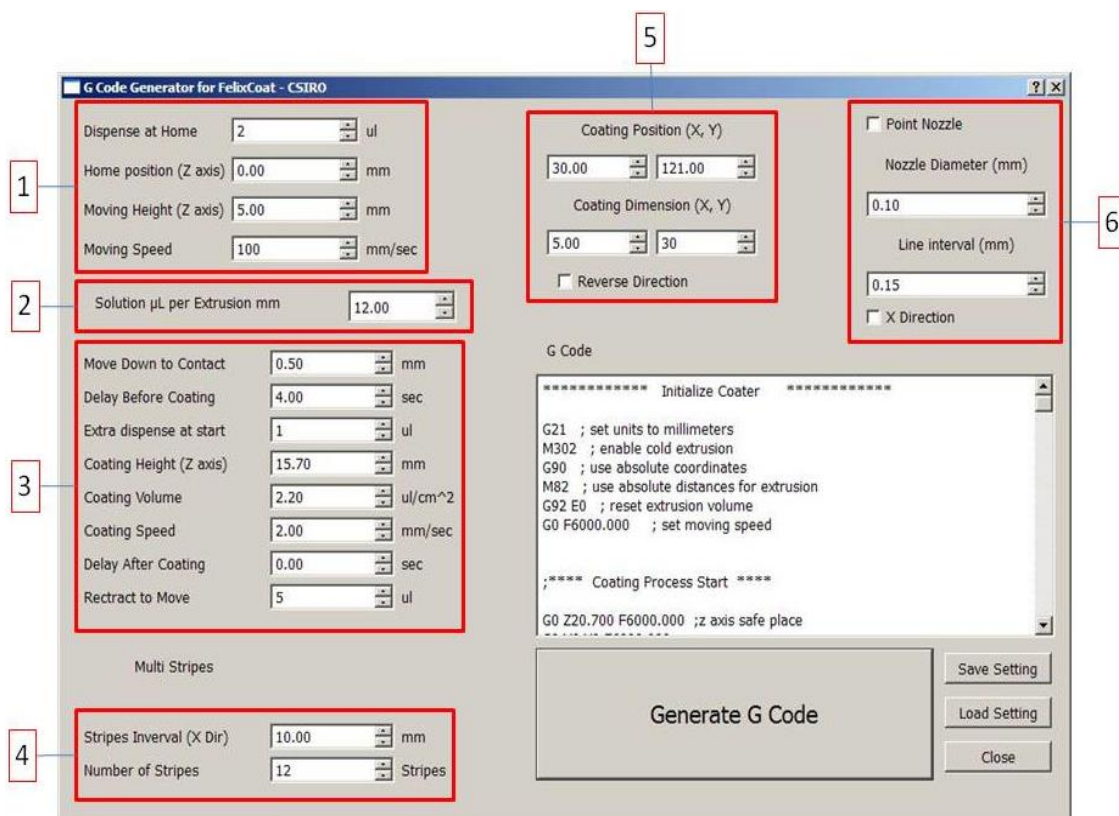 5
G Code Generator for FelixCoat - CSIRO
1
Dispense at Home 2 ul
Home position (Z axis) 0.00 mm
Moving Height (Z axis) 5.00 mm
Moving Speed 100 mm/sec
2
Solution µL per Extrusion mm 12.00
3
Move Down to Contact 0.50 mm
Delay Before Coating 4.00 sec
Extra dispense at start 1 ul
Coating Height (Z axis) 15.70 mm
Coating Volume 2.20 ul/cm^2
Coating Speed 2.00 mm/sec
Delay After Coating 0.00 sec
Rectract to Move 5 ul
Multi Stripes
4
Stripes Inverval (X Dir) 10.00 mm
Number of Stripes 12 Stripes
Coating Position (X, Y)
30.00 121.00
Coating Dimension (X, Y)
5.00 30
Reverse Direction
6
Point Nozzle
Nozzle Diameter (mm)
0.10
Line interval (mm)
0.15
X Direction
G Code
************ Initialize Coater ************
G21 ; set units to millimeters
M302 ; enable cold extrusion
G90 ; use absolute coordinates
M82 ; use absolute distances for extrusion
G92 E0 ; reset extrusion volume
G0 F6000.000 ; set moving speed
;**** Coating Process Start ****
G0 Z20.700 F6000.000 ;z axis safe place
Generate G Code
Save Setting
Load Setting
Close